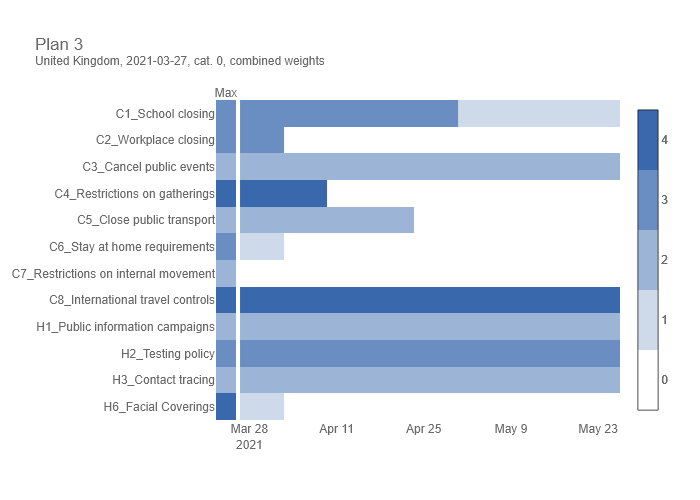 Plan 3
United Kingdom, 2021-03-27, cat. 0, combined weights
Max
C1_School closing
C2_Workplace closing
C3_Cancel public events
C4_Restrictions on gatherings
C5_Close public transport
C6_Stay at home requirements
C7_Restrictions on internal movement
C8_International travel controls
H1_Public information campaigns
H2_Testing policy
H3_Contact tracing
H6_Facial Coverings
Mar 28 Apr 11 Apr 25 May 9 May 23
2021
4
3
2
1
0